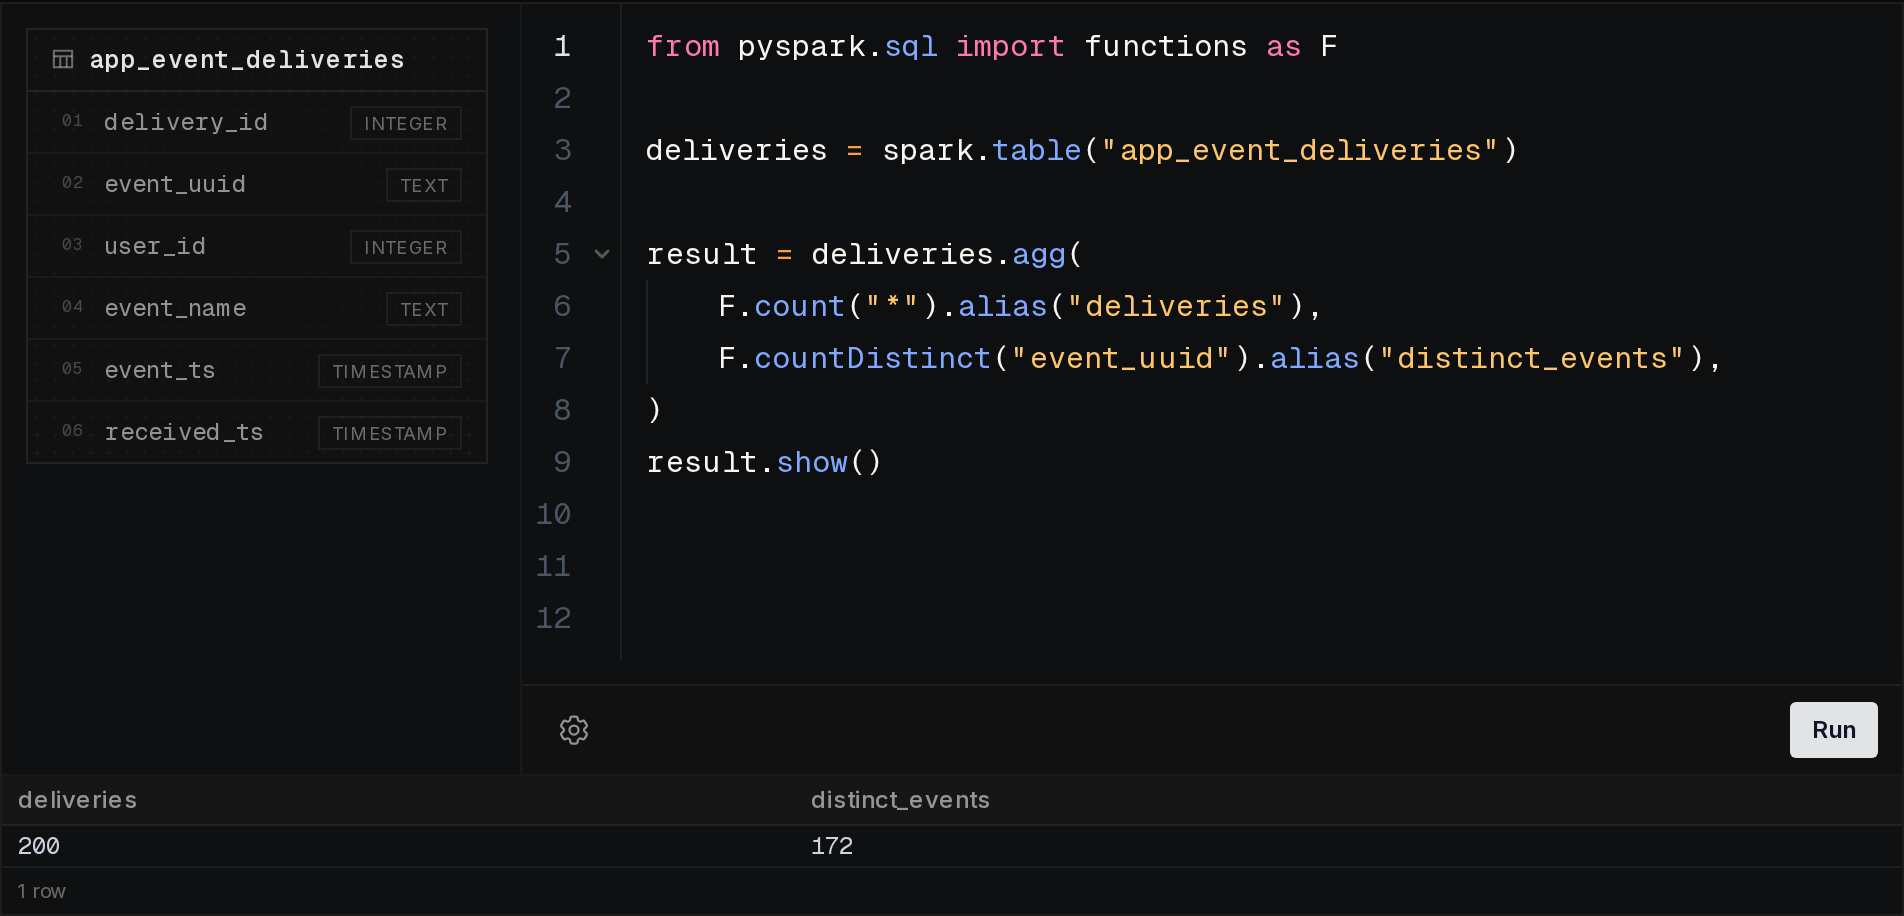 app_event_deliveries
01 delivery_id INTEGER
02 event_uuid TEXT
03 user_id INTEGER
04 event_name TEXT
05 event_ts TIMESTAMP
06 received_ts TIMESTAMP
1 from pyspark.sql import functions as F
2
3 deliveries = spark.table("app_event_deliveries")
4
5 result = deliveries.agg(
6     F.count("*").alias("deliveries"),
7     F.countDistinct("event_uuid").alias("distinct_events"),
8 )
9 result.show()
10
11
12
Run
deliveries distinct_events
200 172
1 row